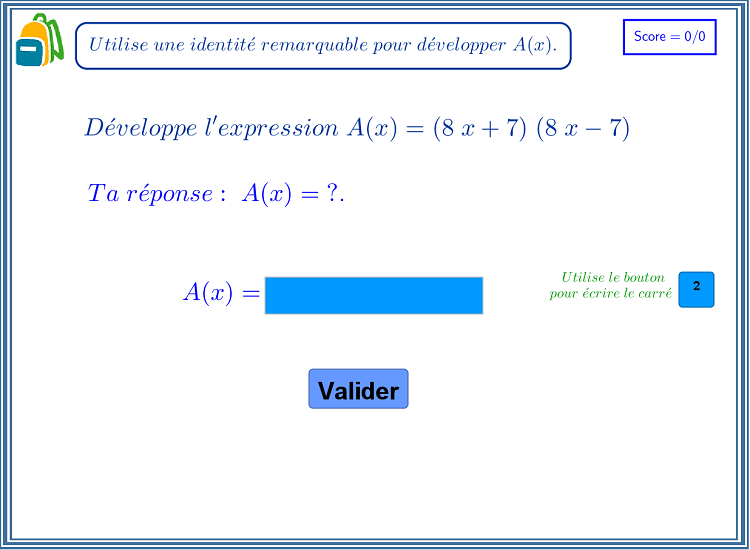 Utilise une identité remarquable pour développer A(x).
Score = 0/0
Développe l'expression A(x) = (8 x + 7) (8 x − 7)
Ta réponse : A(x) = ?.
A(x) =
Utilise le bouton
pour écrire le carré
2
Valider